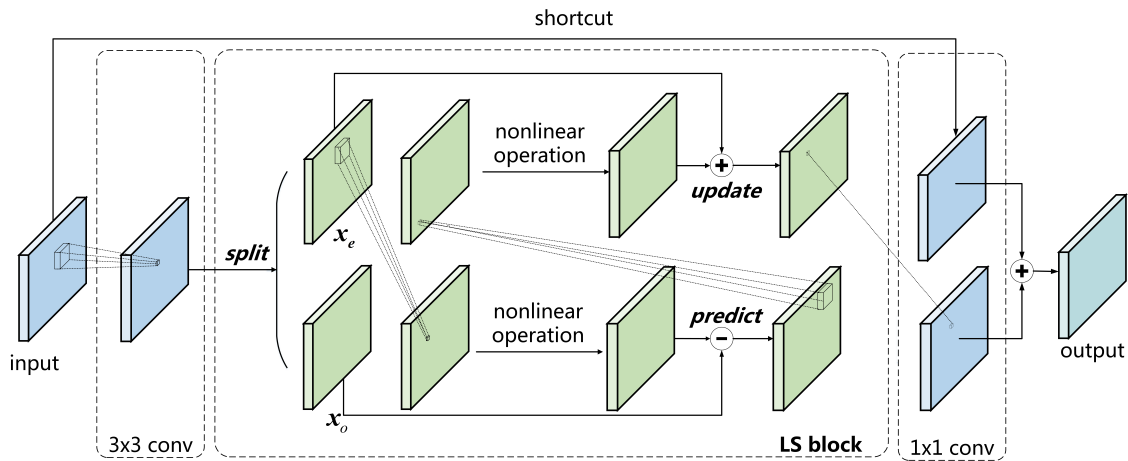 shortcut
nonlinear
operation
+
update
x_e
split
input
nonlinear
operation
predict
−
x_o
+
output
3x3 conv
LS block
1x1 conv